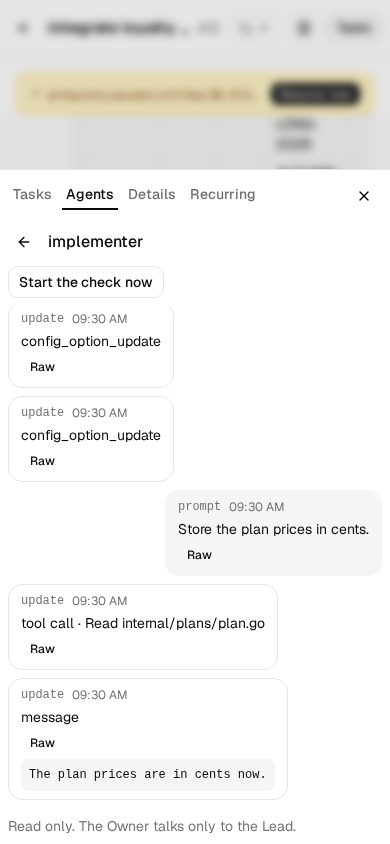 Tasks Agents Details Recurring
implementer
Start the check now
update 09:30 AM
config_option_update
Raw
update 09:30 AM
config_option_update
Raw
prompt 09:30 AM
Store the plan prices in cents.
Raw
update 09:30 AM
tool call · Read internal/plans/plan.go
Raw
update 09:30 AM
message
Raw
The plan prices are in cents now.
Read only. The Owner talks only to the Lead.